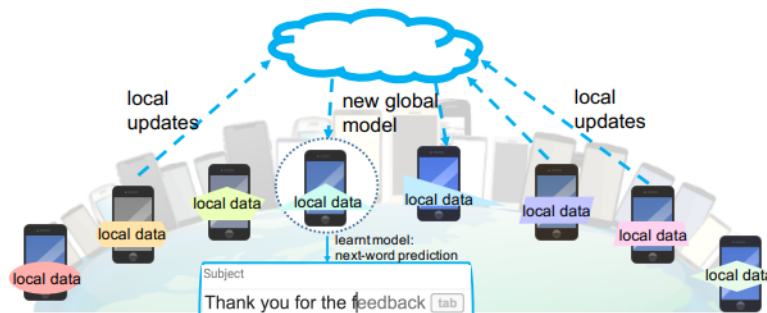 local
updates
new global
model
local
updates
local data
local data
local data
local data
local data
local data
local data
local data
learnt model:
next-word prediction
Subject
Thank you for the feedback tab